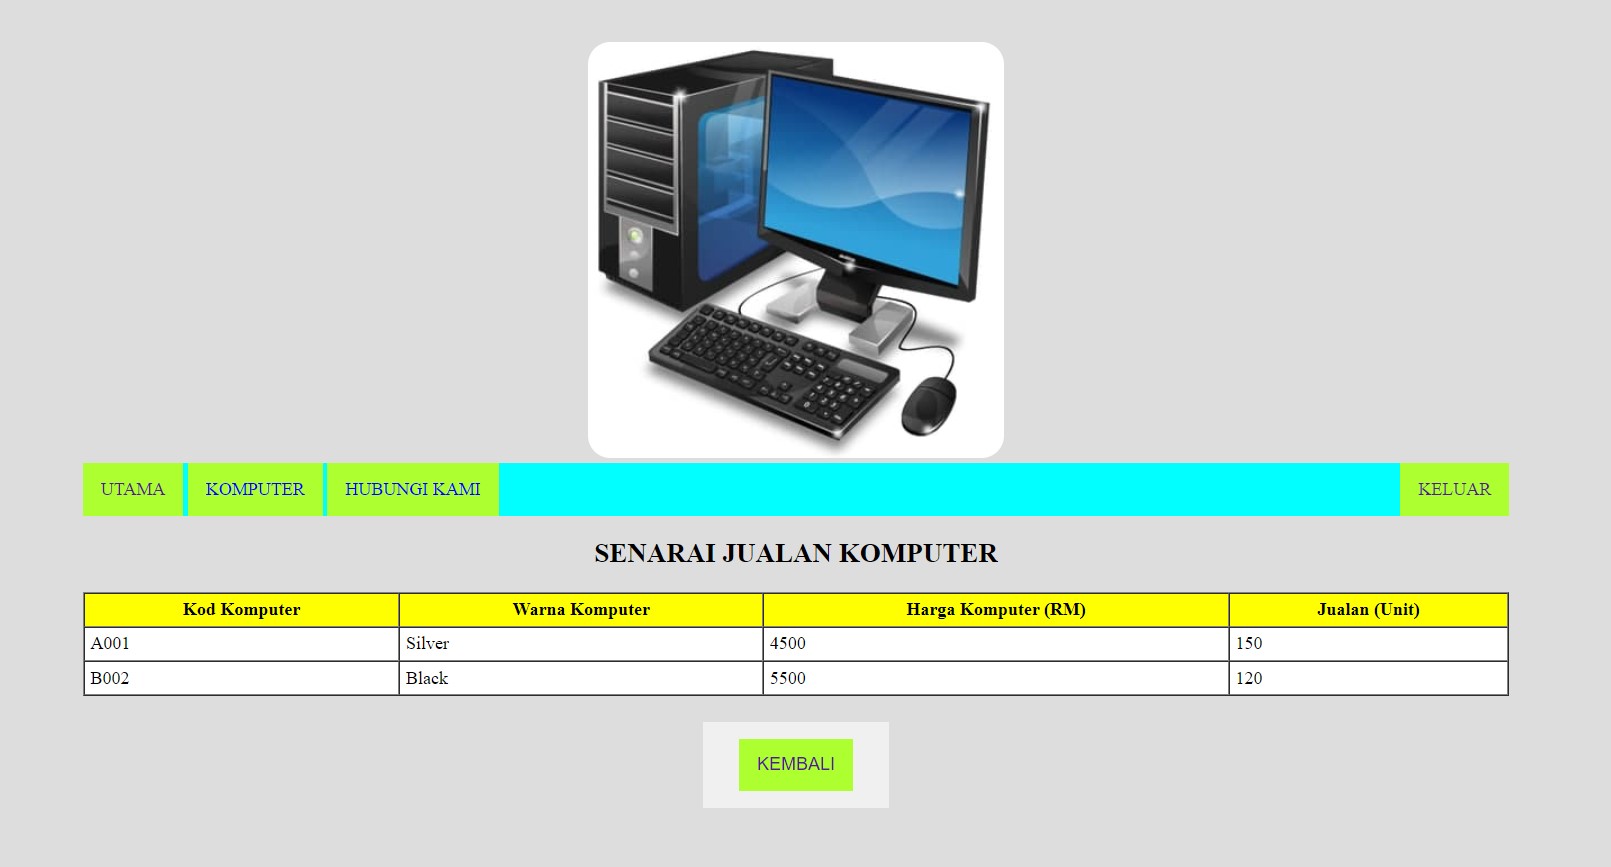 UTAMA KOMPUTER HUBUNGI KAMI KELUAR
SENARAI JUALAN KOMPUTER
Kod Komputer Warna Komputer Harga Komputer (RM) Jualan (Unit)
A001 Silver 4500 150
B002 Black 5500 120
KEMBALI